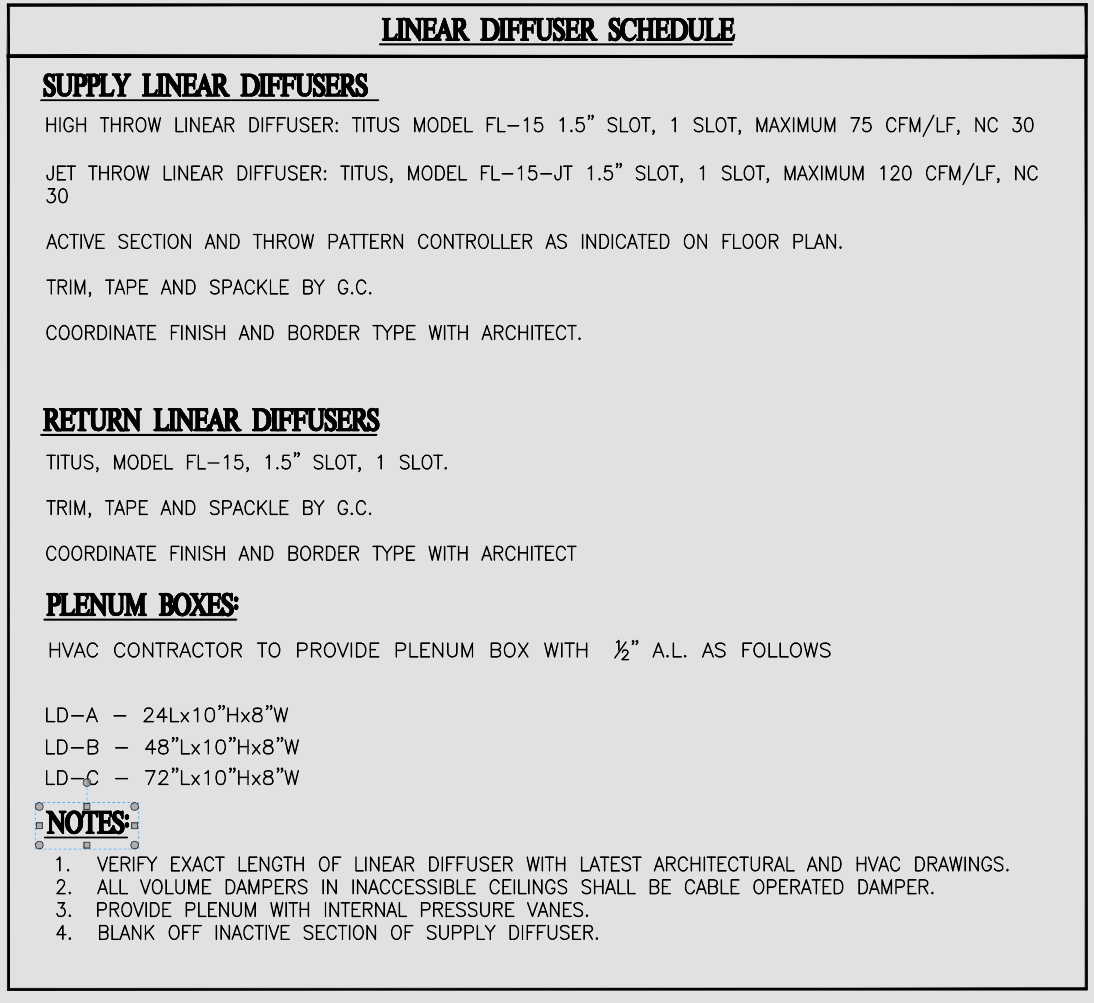 LINEAR DIFFUSER SCHEDULE
SUPPLY LINEAR DIFFUSERS
HIGH THROW LINEAR DIFFUSER: TITUS MODEL FL-15 1.5" SLOT, 1 SLOT, MAXIMUM 75 CFM/LF, NC 30
JET THROW LINEAR DIFFUSER: TITUS, MODEL FL-15-JT 1.5" SLOT, 1 SLOT, MAXIMUM 120 CFM/LF, NC
30
ACTIVE SECTION AND THROW PATTERN CONTROLLER AS INDICATED ON FLOOR PLAN.
TRIM, TAPE AND SPACKLE BY G.C.
COORDINATE FINISH AND BORDER TYPE WITH ARCHITECT.
RETURN LINEAR DIFFUSERS
TITUS, MODEL FL-15, 1.5" SLOT, 1 SLOT.
TRIM, TAPE AND SPACKLE BY G.C.
COORDINATE FINISH AND BORDER TYPE WITH ARCHITECT
PLENUM BOXES:
HVAC CONTRACTOR TO PROVIDE PLENUM BOX WITH ½" A.L. AS FOLLOWS
LD-A - 24Lx10"Hx8"W
LD-B - 48"Lx10"Hx8"W
LD-C - 72"Lx10"Hx8"W
NOTES:
1. VERIFY EXACT LENGTH OF LINEAR DIFFUSER WITH LATEST ARCHITECTURAL AND HVAC DRAWINGS.
2. ALL VOLUME DAMPERS IN INACCESSIBLE CEILINGS SHALL BE CABLE OPERATED DAMPER.
3. PROVIDE PLENUM WITH INTERNAL PRESSURE VANES.
4. BLANK OFF INACTIVE SECTION OF SUPPLY DIFFUSER.